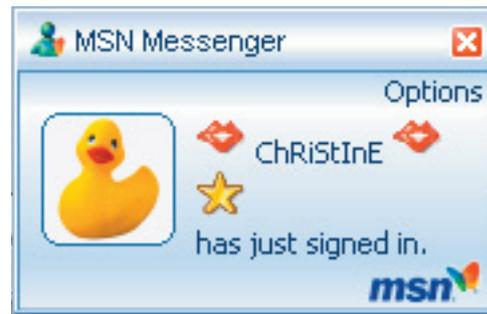 MSN Messenger
Options
ChRiStInE
has just signed in.
msn